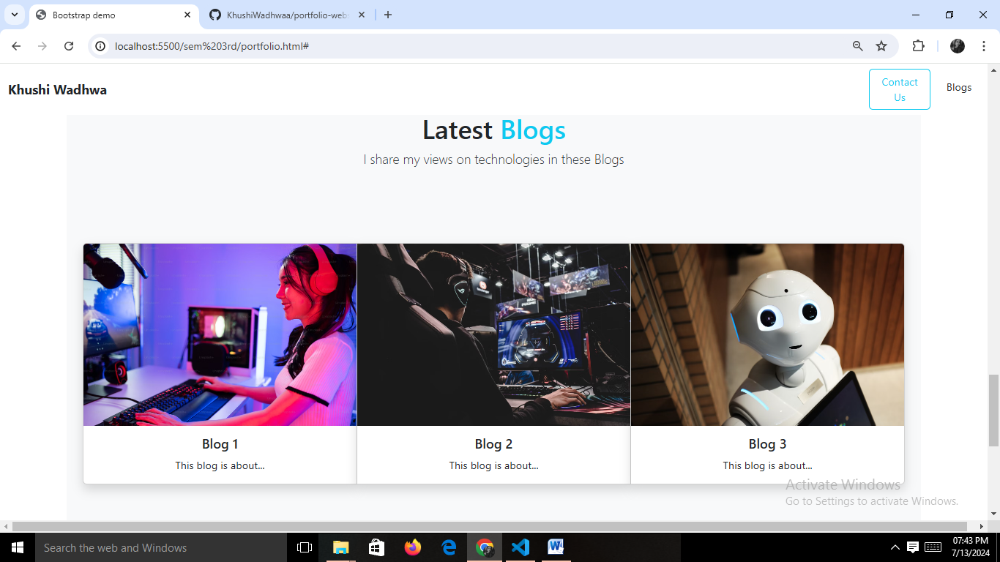 Bootstrap demo
KhushiWadhwaa/portfolio-webs
localhost:5500/sem%203rd/portfolio.html#
Khushi Wadhwa
Contact
Us
Blogs
Latest Blogs
I share my views on technologies in these Blogs
Blog 1
Blog 2
Blog 3
This blog is about...
This blog is about...
This blog is about...
Activate Windows
Go to Settings to activate Windows.
Search the web and Windows
07:43 PM
7/13/2024